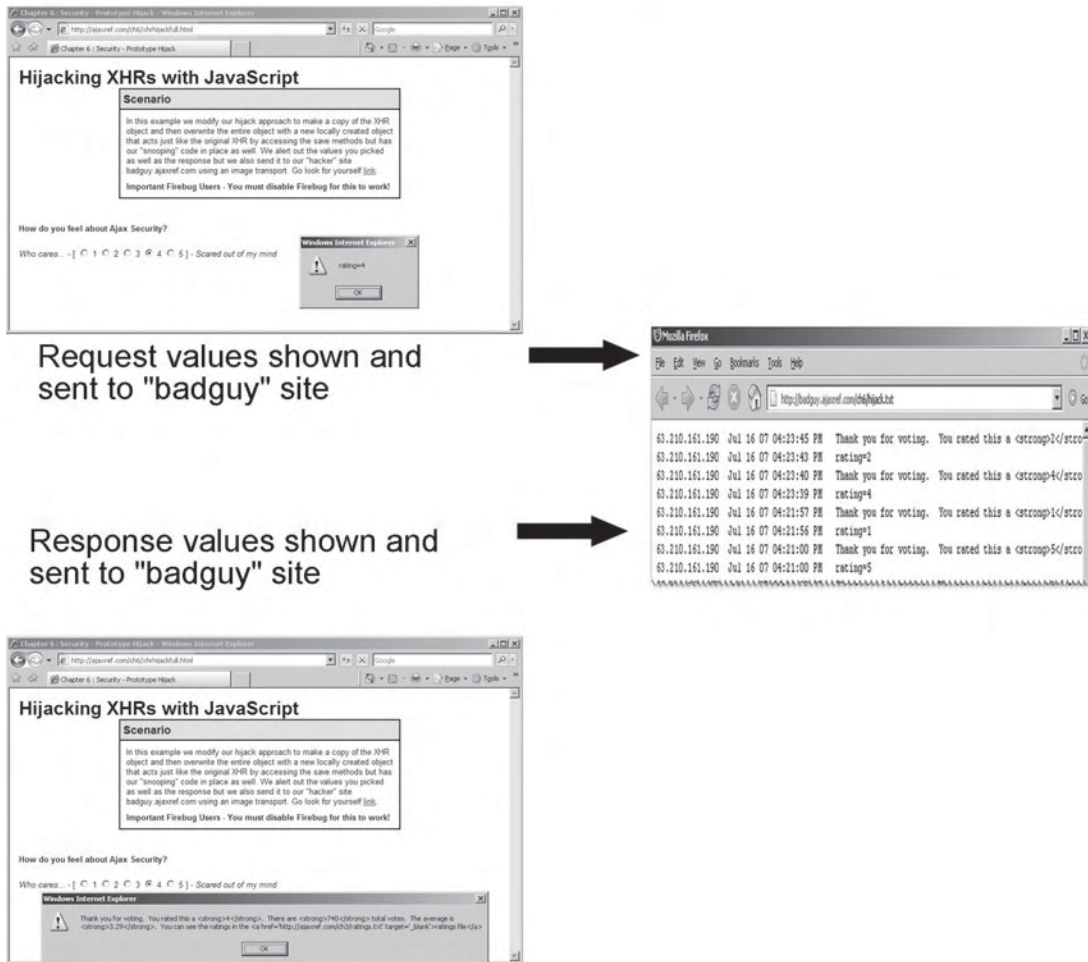 Chapter 6 : Security - Prototype Hijack - Windows Internet Explorer
http://ajaxref.com/ch6/xhrhijackfull.html
Google
Chapter 6 : Security - Prototype Hijack
Page
Tools
Hijacking XHRs with JavaScript
Scenario
In this example we modify our hijack approach to make a copy of the XHR
object and then overwrite the entire object with a new locally created object
that acts just like the original XHR by accessing the save methods but has
our "snooping" code in place as well. We alert out the values you picked
as well as the response but we also send it to our "hacker" site
badguy.ajaxref.com using an image transport. Go look for yourself link.
Important Firebug Users - You must disable Firebug for this to work!
How do you feel about Ajax Security?
Who cares... - [ 1 2 3 4 5 ] - Scared out of my mind
Windows Internet Explorer
rating=4
OK
Request values shown and
sent to "badguy" site
Mozilla Firefox
File Edit View Go Bookmarks Tools Help
http://badguy.ajaxref.com/ch6/hijack.txt
Go
63.210.161.190 Jul 16 07 04:23:45 PM Thank you for voting. You rated this a <strong>2</stro
63.210.161.190 Jul 16 07 04:23:43 PM rating=2
63.210.161.190 Jul 16 07 04:23:40 PM Thank you for voting. You rated this a <strong>4</stro
63.210.161.190 Jul 16 07 04:23:39 PM rating=4
63.210.161.190 Jul 16 07 04:21:57 PM Thank you for voting. You rated this a <strong>1</stro
63.210.161.190 Jul 16 07 04:21:56 PM rating=1
63.210.161.190 Jul 16 07 04:21:00 PM Thank you for voting. You rated this a <strong>5</stro
63.210.161.190 Jul 16 07 04:21:00 PM rating=5
Response values shown and
sent to "badguy" site
Chapter 6 : Security - Prototype Hijack - Windows Internet Explorer
http://ajaxref.com/ch6/xhrhijackfull.html
Google
Chapter 6 : Security - Prototype Hijack
Page
Tools
Hijacking XHRs with JavaScript
Scenario
In this example we modify our hijack approach to make a copy of the XHR
object and then overwrite the entire object with a new locally created object
that acts just like the original XHR by accessing the save methods but has
our "snooping" code in place as well. We alert out the values you picked
as well as the response but we also send it to our "hacker" site
badguy.ajaxref.com using an image transport. Go look for yourself link.
Important Firebug Users - You must disable Firebug for this to work!
How do you feel about Ajax Security?
Who cares... - [ 1 2 3 4 5 ] - Scared out of my mind
Windows Internet Explorer
Thank you for voting. You rated this a <strong>4</strong>. There are <strong>740</strong> total votes. The average is
<strong>3.29</strong>. You can see the ratings in the <a href='http://ajaxref.com/ch3/ratings.txt' target='_blank'>ratings file</a>
OK